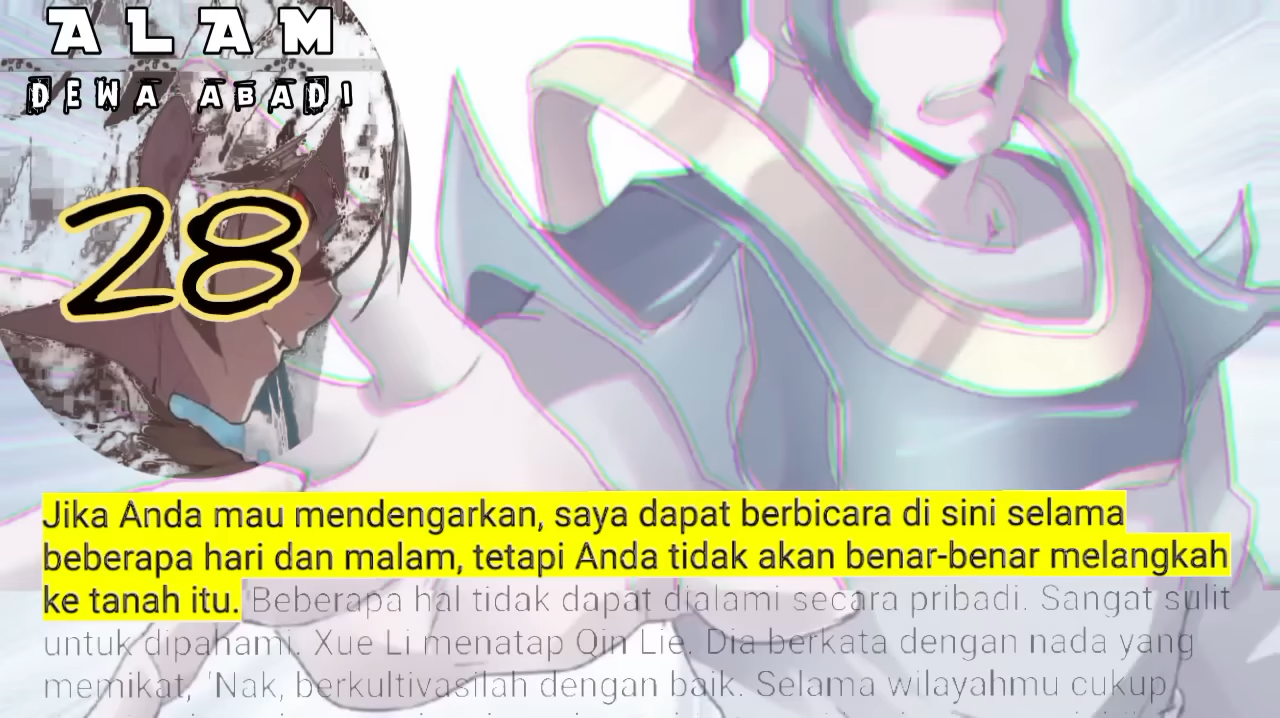 ALAM
DEWA ABADI
28
Jika Anda mau mendengarkan, saya dapat berbicara di sini selama
beberapa hari dan malam, tetapi Anda tidak akan benar-benar melangkah
ke tanah itu. 'Beberapa hal tidak dapat dialami secara pribadi. Sangat sulit
untuk dipahami. Xue Li menatap Qin Lie. Dia berkata dengan nada yang
memikat, 'Nak, berkultivasilah dengan baik. Selama wilayahmu cukup